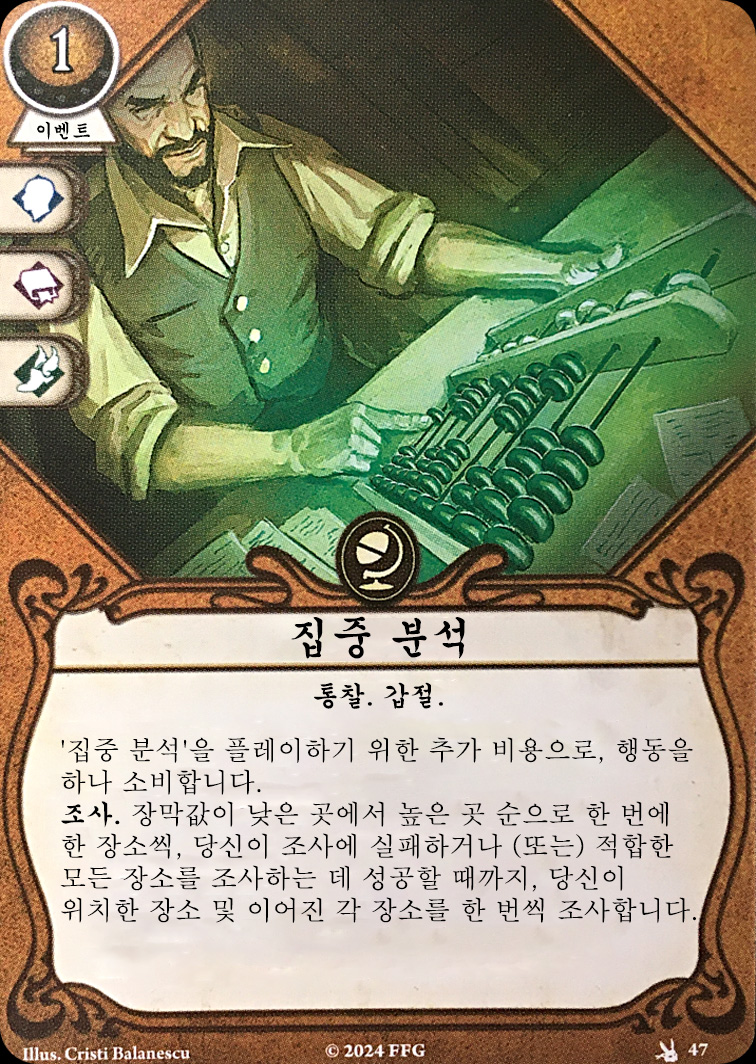 1
이벤트
집중 분석
통찰. 갑절.
'집중 분석'을 플레이하기 위한 추가 비용으로, 행동을
하나 소비합니다.
조사. 장막값이 낮은 곳에서 높은 곳 순으로 한 번에
한 장소씩, 당신이 조사에 실패하거나 (또는) 적합한
모든 장소를 조사하는 데 성공할 때까지, 당신이
위치한 장소 및 이어진 각 장소를 한 번씩 조사합니다.
Illus. Cristi Balanescu
© 2024 FFG
47